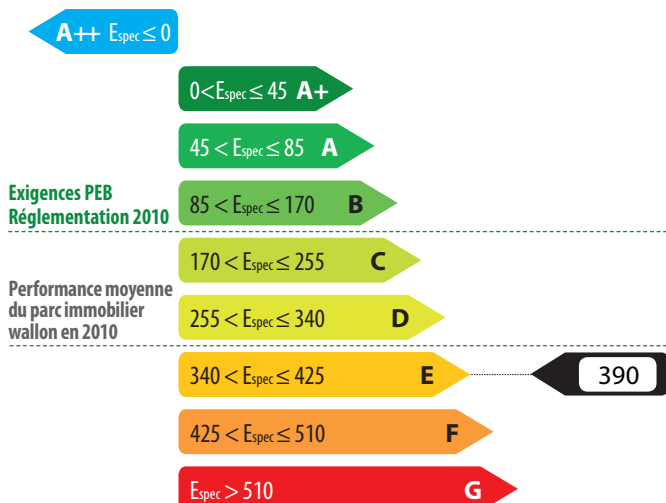 A++ Espec ≤ 0
0<Espec ≤ 45 A+
45 < Espec ≤ 85 A
Exigences PEB
Réglementation 2010
85 < Espec ≤ 170 B
170 < Espec ≤ 255 C
Performance moyenne
du parc immobilier
wallon en 2010
255 < Espec ≤ 340 D
340 < Espec ≤ 425 E
390
425 < Espec ≤ 510 F
Espec > 510 G